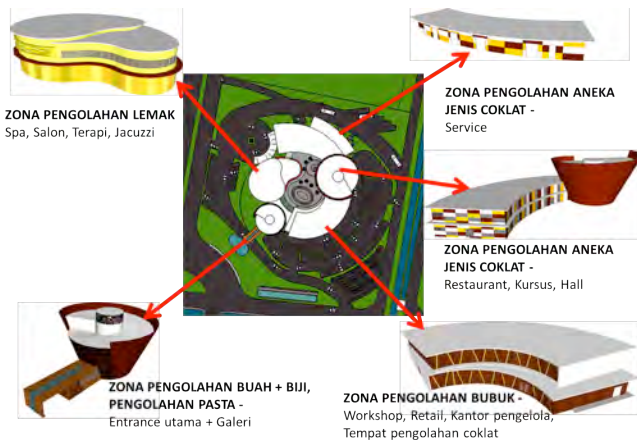 ZONA PENGOLAHAN LEMAK
Spa, Salon, Terapi, Jacuzzi
ZONA PENGOLAHAN ANEKA
JENIS COKLAT -
Service
ZONA PENGOLAHAN ANEKA
JENIS COKLAT -
Restaurant, Kursus, Hall
ZONA PENGOLAHAN BUAH + BIJI,
PENGOLAHAN PASTA -
Entrance utama + Galeri
ZONA PENGOLAHAN BUBUK -
Workshop, Retail, Kantor pengelola,
Tempat pengolahan coklat